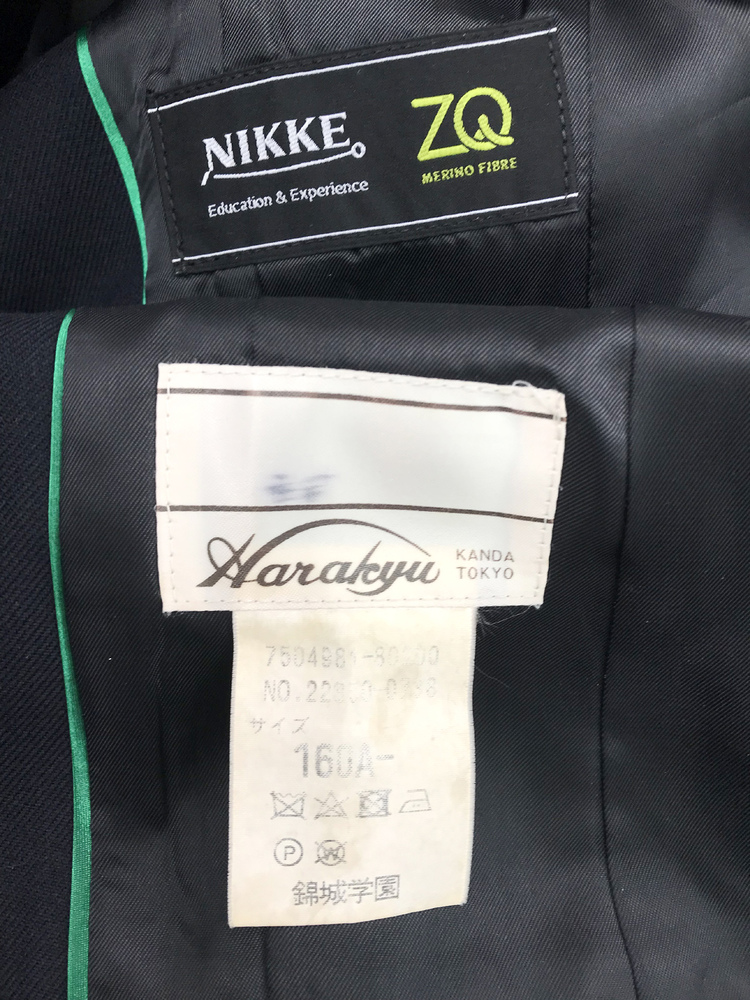 NIKKE
Education & Experience
ZQ
MERINO FIBRE
Harakyu
KANDA
TOKYO
サイズ
160A-
P
W
錦城学園